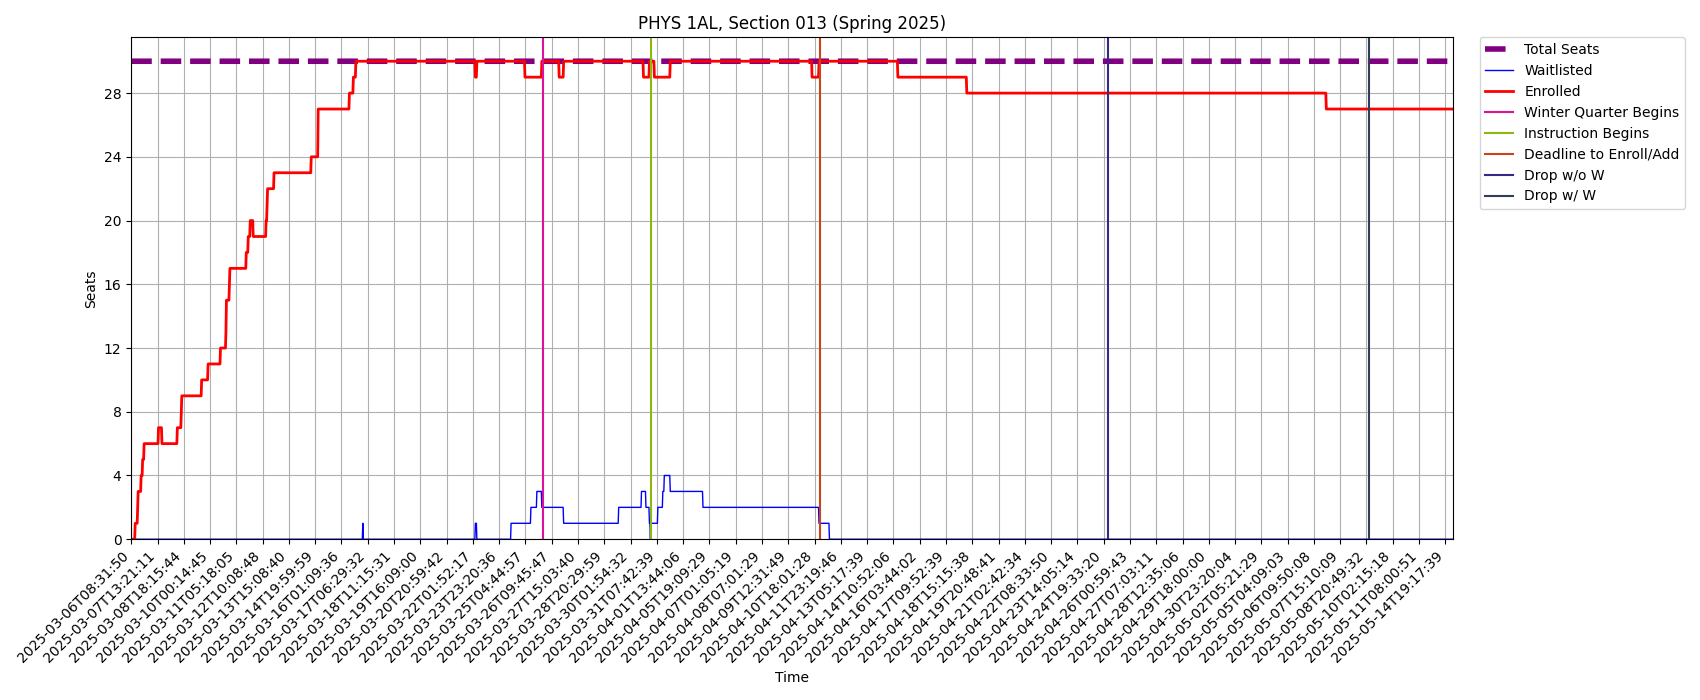 PHYS 1AL, Section 013 (Spring 2025)
Total Seats
Waitlisted
Enrolled
Winter Quarter Begins
Instruction Begins
Deadline to Enroll/Add
Drop w/o W
Drop w/ W
Seats
28
24
20
16
12
8
4
0
2025-03-06T08:31:50
2025-03-07T13:21:11
2025-03-08T18:15:44
2025-03-10T00:14:45
2025-03-11T05:18:05
2025-03-12T10:08:48
2025-03-13T15:08:40
2025-03-14T19:59:59
2025-03-16T01:09:36
2025-03-17T06:29:32
2025-03-18T11:15:31
2025-03-19T16:09:00
2025-03-20T20:59:42
2025-03-22T01:52:17
2025-03-23T23:20:36
2025-03-25T04:44:57
2025-03-26T09:45:47
2025-03-27T15:03:40
2025-03-28T20:29:59
2025-03-30T01:54:32
2025-03-31T07:42:39
2025-04-01T13:44:06
2025-04-05T19:09:29
2025-04-07T01:05:19
2025-04-08T07:01:29
2025-04-09T12:31:49
2025-04-10T18:01:28
2025-04-11T23:19:46
2025-04-13T05:17:39
2025-04-14T10:52:06
2025-04-16T03:44:02
2025-04-17T09:52:39
2025-04-18T15:15:38
2025-04-19T20:48:41
2025-04-21T02:42:34
2025-04-22T08:33:50
2025-04-23T14:05:14
2025-04-24T19:33:20
2025-04-26T00:59:43
2025-04-27T07:03:11
2025-04-28T12:35:06
2025-04-29T18:00:00
2025-04-30T23:20:04
2025-05-02T05:21:29
2025-05-05T04:09:03
2025-05-06T09:50:08
2025-05-07T15:10:09
2025-05-08T20:49:32
2025-05-10T02:15:18
2025-05-11T08:00:51
2025-05-14T19:17:39
Time